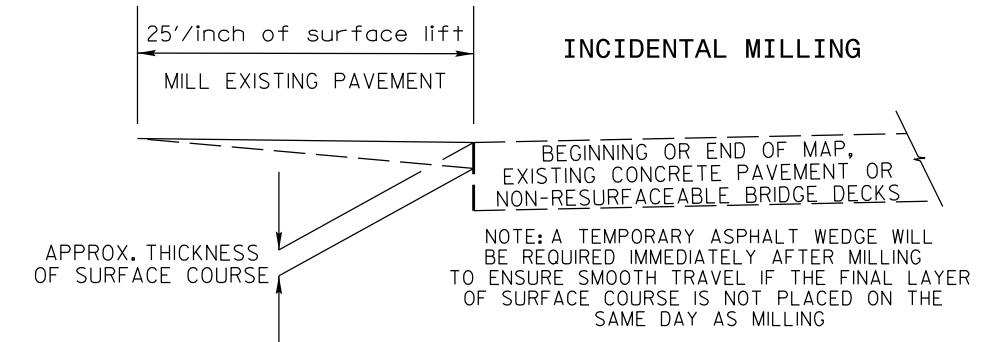 25'/inch of surface lift
INCIDENTAL MILLING
MILL EXISTING PAVEMENT
BEGINNING OR END OF MAP,
EXISTING CONCRETE PAVEMENT OR
NON-RESURFACEABLE BRIDGE DECKS
APPROX. THICKNESS
OF SURFACE COURSE
NOTE: A TEMPORARY ASPHALT WEDGE WILL
BE REQUIRED IMMEDIATELY AFTER MILLING
TO ENSURE SMOOTH TRAVEL IF THE FINAL LAYER
OF SURFACE COURSE IS NOT PLACED ON THE
SAME DAY AS MILLING